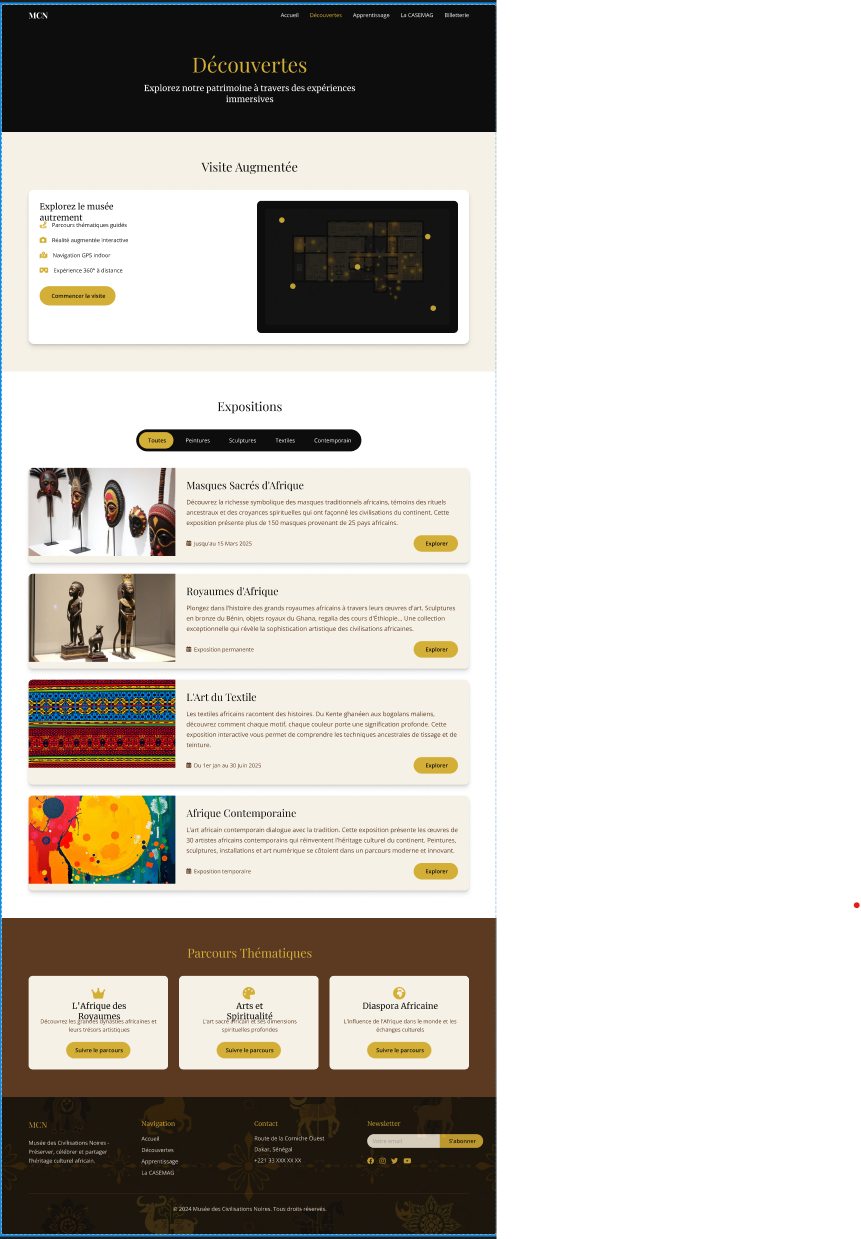 MCN
Accueil Découvertes Apprentissage La CASEMAG Billetterie
Découvertes
Explorez notre patrimoine à travers des expériences
immersives
Visite Augmentée
Explorez le musée
autrement
Parcours thématiques guidés
Réalité augmentée interactive
Navigation GPS indoor
Expérience 360° à distance
Commencer la visite
Expositions
Toutes Peintures Sculptures Textiles Contemporain
Masques Sacrés d'Afrique
Découvrez la richesse symbolique des masques traditionnels africains, témoins des rituels
ancestraux et des croyances spirituelles qui ont façonné les civilisations du continent. Cette
exposition présente plus de 150 masques provenant de 25 pays africains.
Jusqu'au 15 Mars 2025
Explorer
Royaumes d'Afrique
Plongez dans l'histoire des grands royaumes africains à travers leurs œuvres d'art. Sculptures
en bronze du Bénin, objets royaux du Ghana, regalia des cours d'Éthiopie... Une collection
exceptionnelle qui révèle la sophistication artistique des civilisations africaines.
Exposition permanente
Explorer
L'Art du Textile
Les textiles africains racontent des histoires. Du Kente ghanéen aux bogolans maliens,
découvrez comment chaque motif, chaque couleur porte une signification profonde. Cette
exposition interactive vous permet de comprendre les techniques ancestrales de tissage et de
teinture.
Du 1er Jan au 30 Juin 2025
Explorer
Afrique Contemporaine
L'art africain contemporain dialogue avec la tradition. Cette exposition présente les œuvres de
30 artistes africains contemporains qui réinventent l'héritage culturel du continent. Peintures,
sculptures, installations et art numérique se côtoient dans un parcours moderne et innovant.
Exposition temporaire
Explorer
Parcours Thématiques
L'Afrique des
Royaumes
Découvrez les grandes dynasties africaines et
leurs trésors artistiques
Suivre le parcours
Arts et
Spiritualité
L'art sacré africain et ses dimensions
spirituelles profondes
Suivre le parcours
Diaspora Africaine
L'influence de l'Afrique dans le monde et les
échanges culturels
Suivre le parcours
MCN
Musée des Civilisations Noires -
Préserver, célébrer et partager
l'héritage culturel africain.
Navigation
Accueil
Découvertes
Apprentissage
La CASEMAG
Contact
Route de la Corniche Ouest
Dakar, Sénégal
+221 33 XXX XX XX
Newsletter
Votre email
S'abonner
© 2024 Musée des Civilisations Noires. Tous droits réservés.